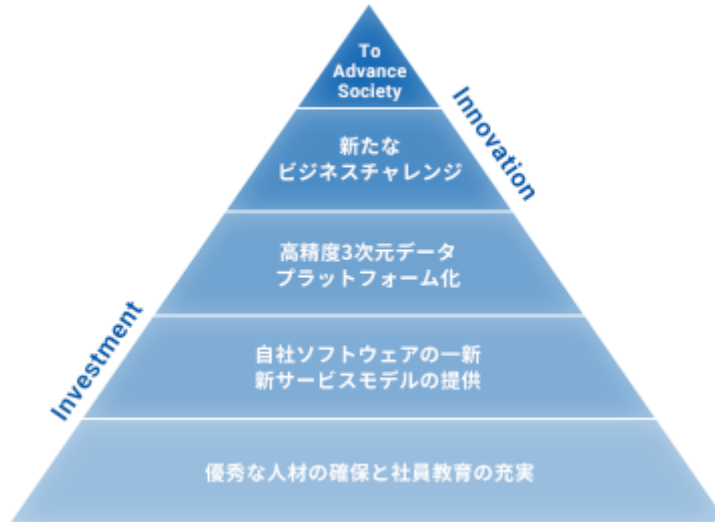 To
Advance
Society
Innovation
新たな
ビジネスチャレンジ
高精度3次元データ
プラットフォーム化
Investment
自社ソフトウェアの一新
新サービスモデルの提供
優秀な人材の確保と社員教育の充実